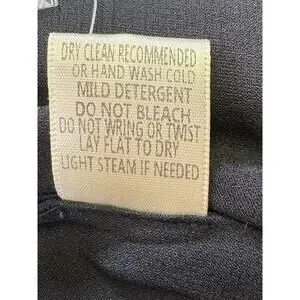 DRY CLEAN RECOMMENDED
OR HAND WASH COLD
MILD DETERGENT
DO NOT BLEACH
DO NOT WRING OR TWIST
LAY FLAT TO DRY
LIGHT STEAM IF NEEDED